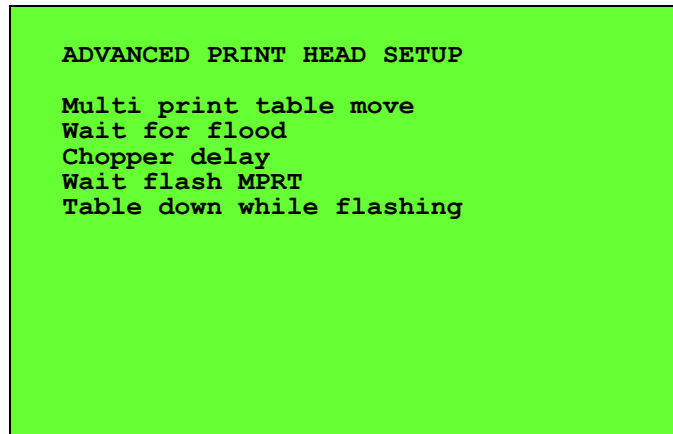 ADVANCED PRINT HEAD SETUP
Multi print table move
Wait for flood
Chopper delay
Wait flash MPRT
Table down while flashing